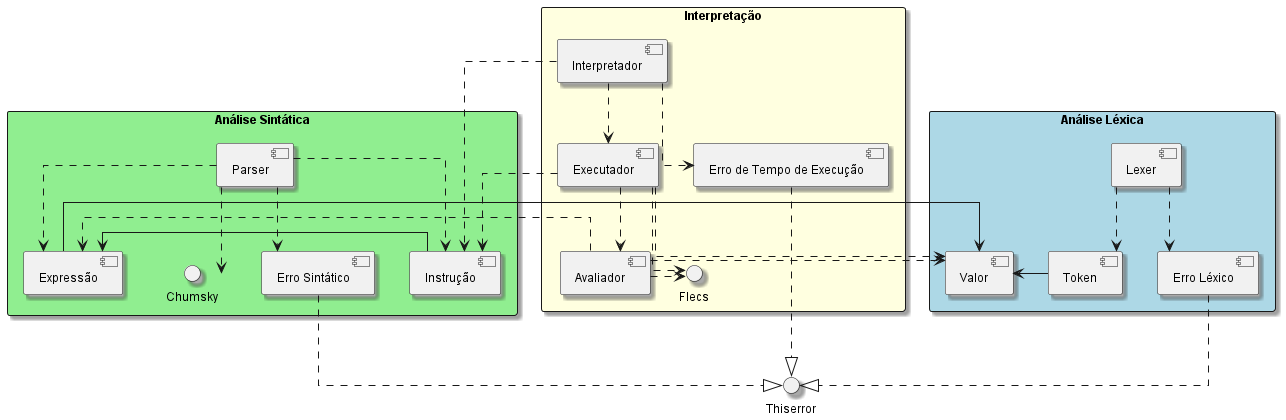 Interpretação
Interpretador
Análise Sintática
Análise Léxica
Parser
Executador
Erro de Tempo de Execução
Lexer
Expressão
Chumsky
Erro Sintático
Instrução
Avaliador
Flecs
Valor
Token
Erro Léxico
Thiserror